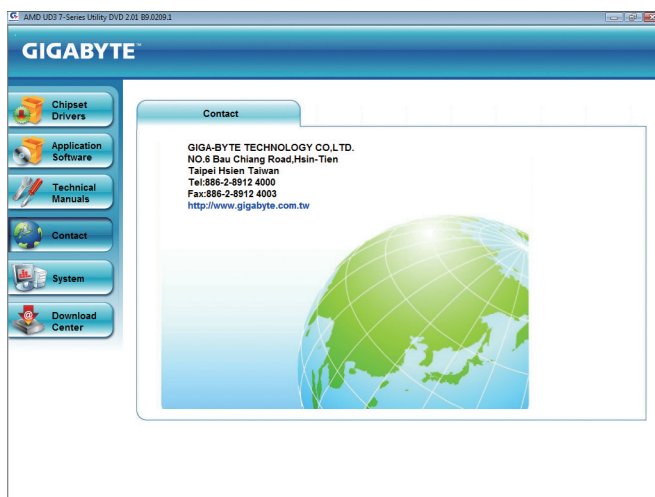 AMD UD3 7-Series Utility DVD 2.01 B9.0209.1
GIGABYTE™
Chipset
Drivers
Application
Software
Technical
Manuals
Contact
System
Download
Center
Contact
GIGA-BYTE TECHNOLOGY CO,LTD.
NO.6 Bau Chiang Road,Hsin-Tien
Taipei Hsien Taiwan
Tel:886-2-8912 4000
Fax:886-2-8912 4003
http://www.gigabyte.com.tw